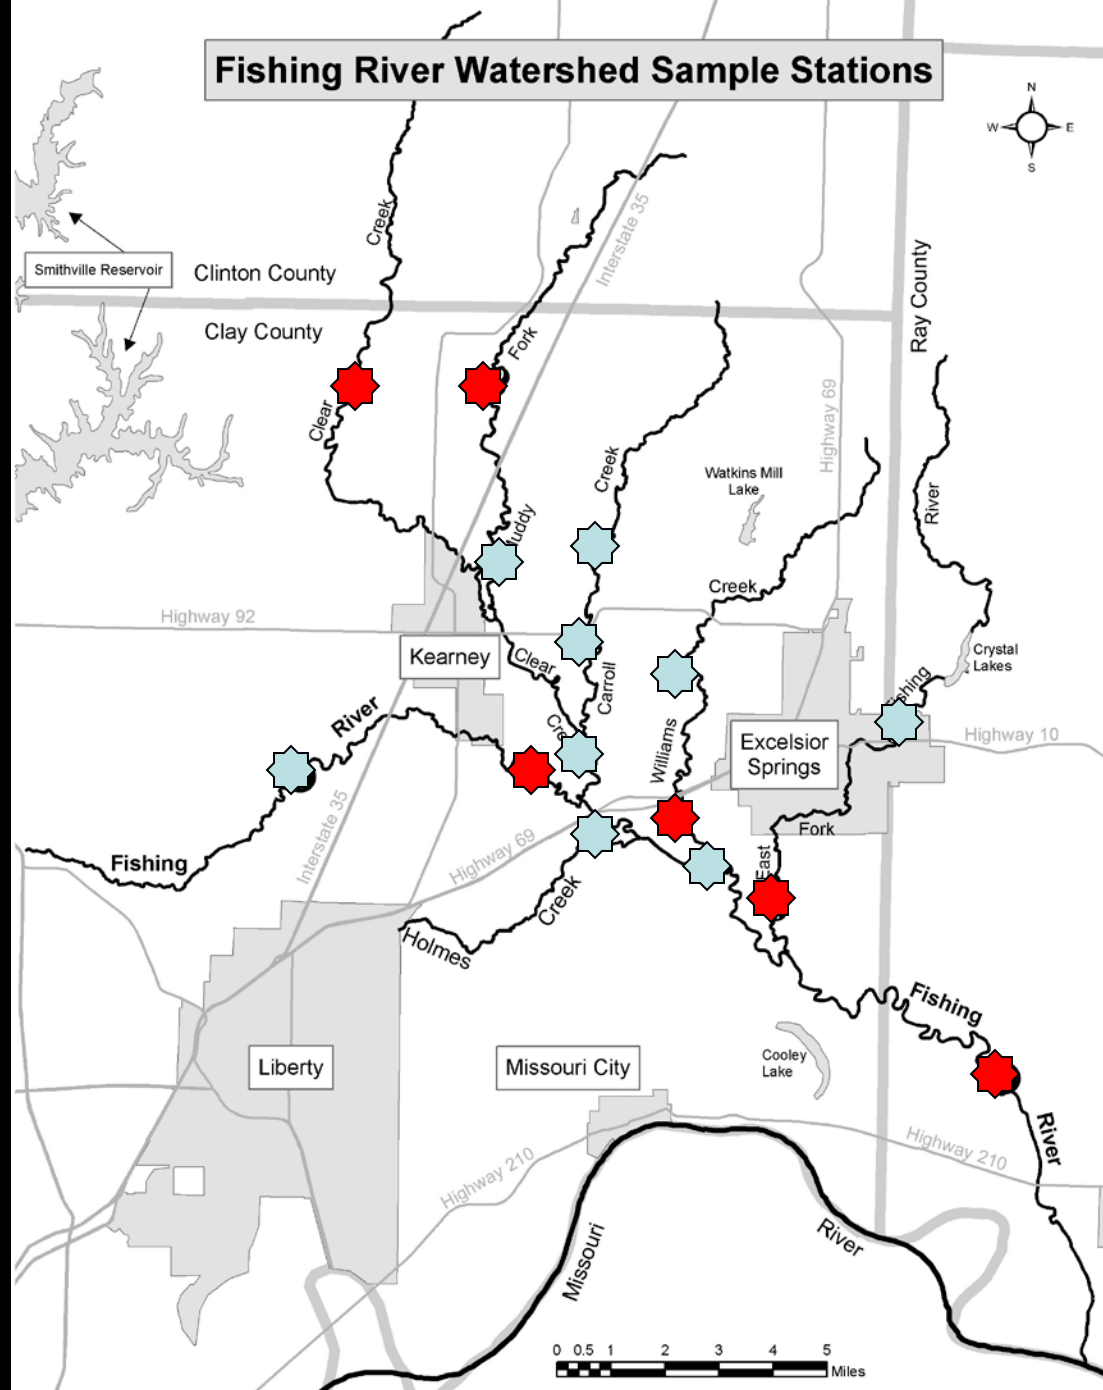 Fishing River Watershed Sample Stations
N
W E
S
Creek
Interstate 35
Smithville Reservoir
Clinton County
Clay County
Ray County
Fork
Clear
Highway 69
Creek
Watkins Mill
Lake
River
Creek
Highway 92
Kearney
Clear
Carroll
Crystal
Lakes
River
Williams
Excelsior
Springs
Highway 10
Interstate 35
Highway 69
Fishing
Fork
East
Creek
Holmes
Fishing
Liberty
Missouri City
Cooley
Lake
River
Highway 210
Highway 210
Missouri
River
0 0.5 1 2 3 4 5
Miles